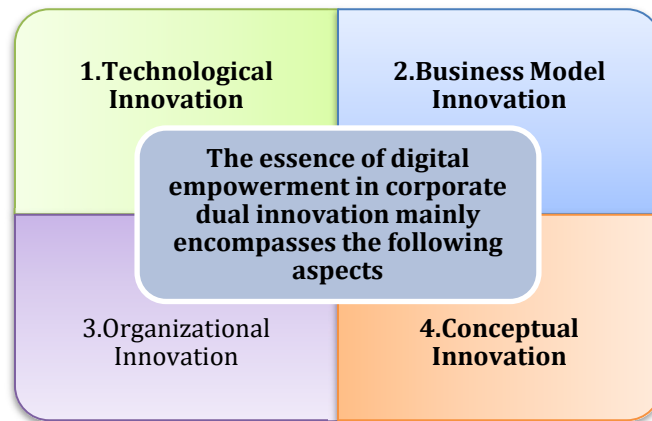 1.Technological
Innovation
2.Business Model
Innovation
The essence of digital
empowerment in corporate
dual innovation mainly
encompasses the following
aspects
3.Organizational
Innovation
4.Conceptual
Innovation